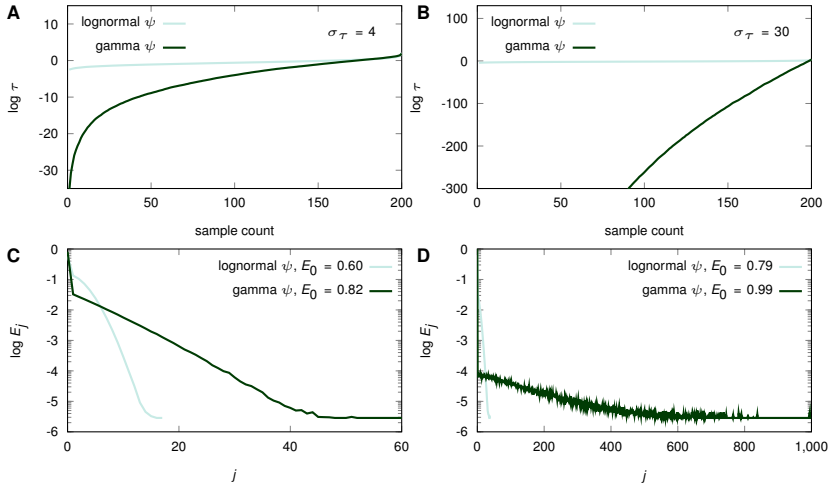 A
lognormal ψ
gamma ψ
σ_τ = 4
log τ
10
0
-10
-20
-30
0 50 100 150 200
sample count
B
lognormal ψ
gamma ψ
σ_τ = 30
log τ
100
0
-100
-200
-300
0 50 100 150 200
sample count
C
lognormal ψ, E_0 = 0.60
gamma ψ, E_0 = 0.82
log E_j
0
-1
-2
-3
-4
-5
-6
0 20 40 60
j
D
lognormal ψ, E_0 = 0.79
gamma ψ, E_0 = 0.99
log E_j
0
-1
-2
-3
-4
-5
-6
0 200 400 600 800 1,000
j